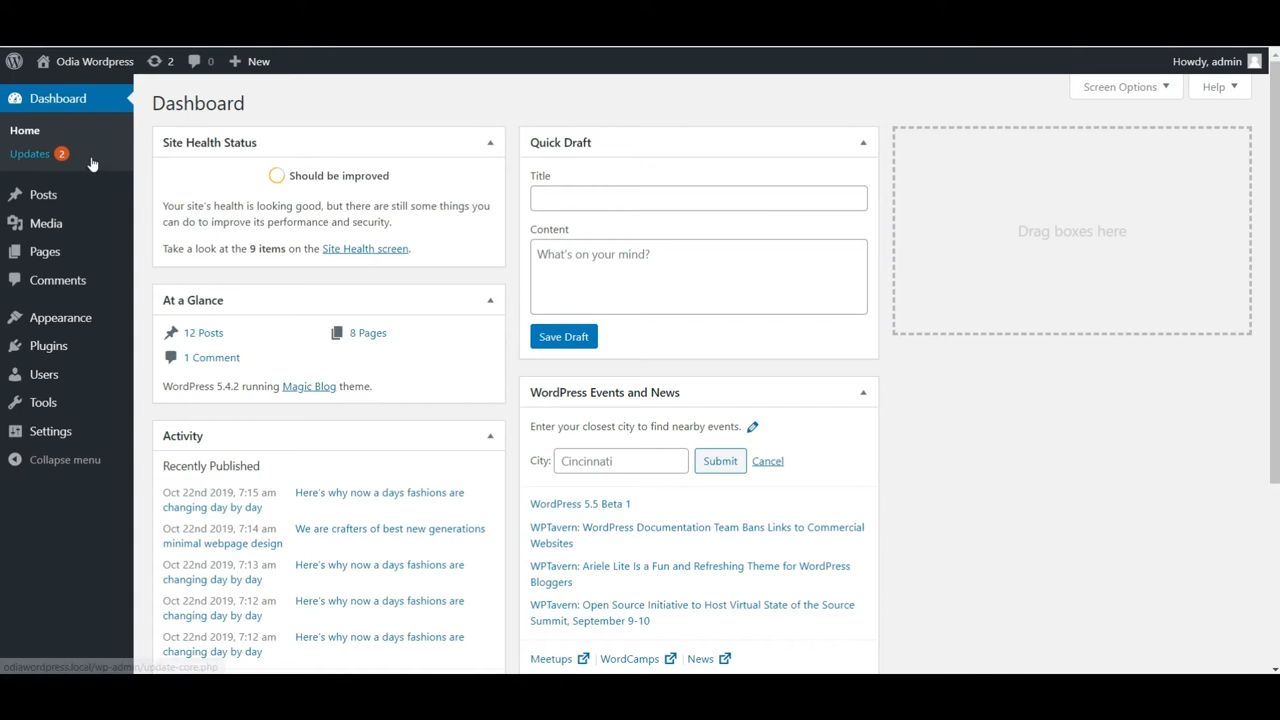 Odia Wordpress 2 0 New Howdy, admin
Dashboard
Home
Updates 2
Posts
Media
Pages
Comments
Appearance
Plugins
Users
Tools
Settings
Collapse menu
Screen Options Help
Dashboard
Site Health Status
Should be improved
Your site's health is looking good, but there are still some things you
can do to improve its performance and security.
Take a look at the 9 items on the Site Health screen.
At a Glance
12 Posts 8 Pages
1 Comment
WordPress 5.4.2 running Magic Blog theme.
Activity
Recently Published
Oct 22nd 2019, 7:15 am Here's why now a days fashions are
changing day by day
Oct 22nd 2019, 7:14 am We are crafters of best new generations
minimal webpage design
Oct 22nd 2019, 7:13 am Here's why now a days fashions are
changing day by day
Oct 22nd 2019, 7:12 am Here's why now a days fashions are
changing day by day
Oct 22nd 2019, 7:12 am Here's why now a days fashions are
changing day by day
Quick Draft
Title
Content
What's on your mind?
Save Draft
WordPress Events and News
Enter your closest city to find nearby events.
City: Cincinnati Submit Cancel
WordPress 5.5 Beta 1
WPTavern: WordPress Documentation Team Bans Links to Commercial
Websites
WPTavern: Ariele Lite Is a Fun and Refreshing Theme for WordPress
Bloggers
WPTavern: Open Source Initiative to Host Virtual State of the Source
Summit, September 9-10
Meetups | WordCamps | News
Drag boxes here
odiawordpress.local/wp-admin/update-core.php